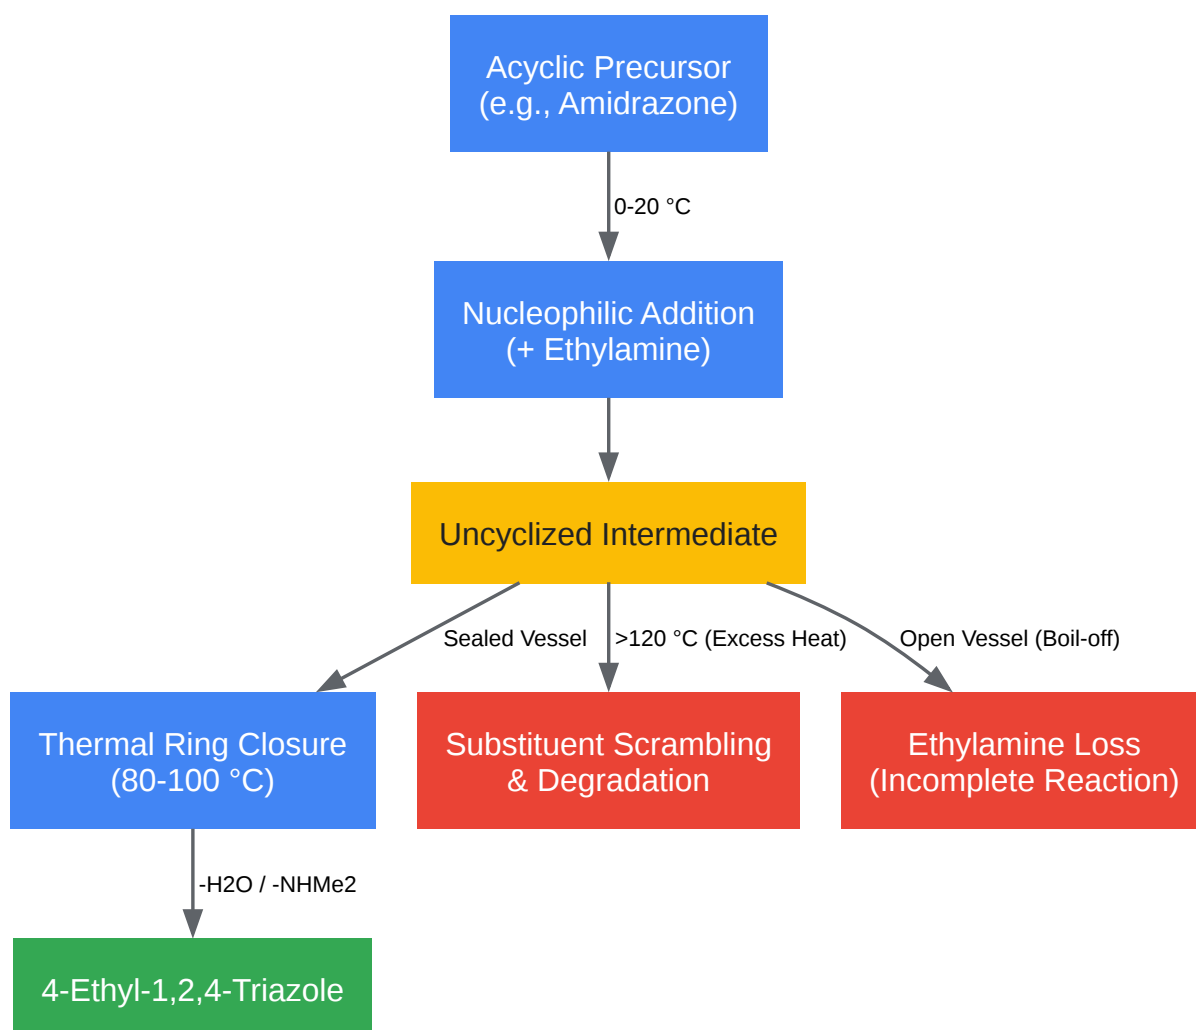 Acyclic Precursor
(e.g., Amidrazone)
0-20 °C
Nucleophilic Addition
(+ Ethylamine)
Uncyclized Intermediate
Sealed Vessel
>120 °C (Excess Heat)
Open Vessel (Boil-off)
Thermal Ring Closure
(80-100 °C)
Substituent Scrambling
& Degradation
Ethylamine Loss
(Incomplete Reaction)
-H2O / -NHMe2
4-Ethyl-1,2,4-Triazole